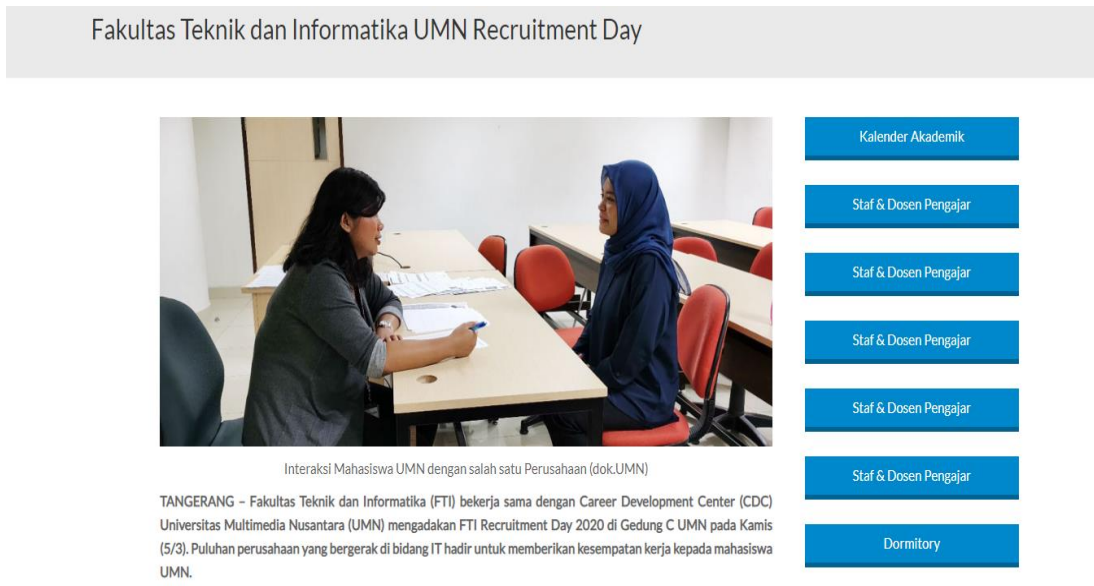 Fakultas Teknik dan Informatika UMN Recruitment Day
Interaksi Mahasiswa UMN dengan salah satu Perusahaan (dok.UMN)
TANGERANG – Fakultas Teknik dan Informatika (FTI) bekerja sama dengan Career Development Center (CDC)
Universitas Multimedia Nusantara (UMN) mengadakan FTI Recruitment Day 2020 di Gedung C UMN pada Kamis
(5/3). Puluhan perusahaan yang bergerak di bidang IT hadir untuk memberikan kesempatan kerja kepada mahasiswa
UMN.
Kalender Akademik
Staf & Dosen Pengajar
Staf & Dosen Pengajar
Staf & Dosen Pengajar
Staf & Dosen Pengajar
Staf & Dosen Pengajar
Dormitory